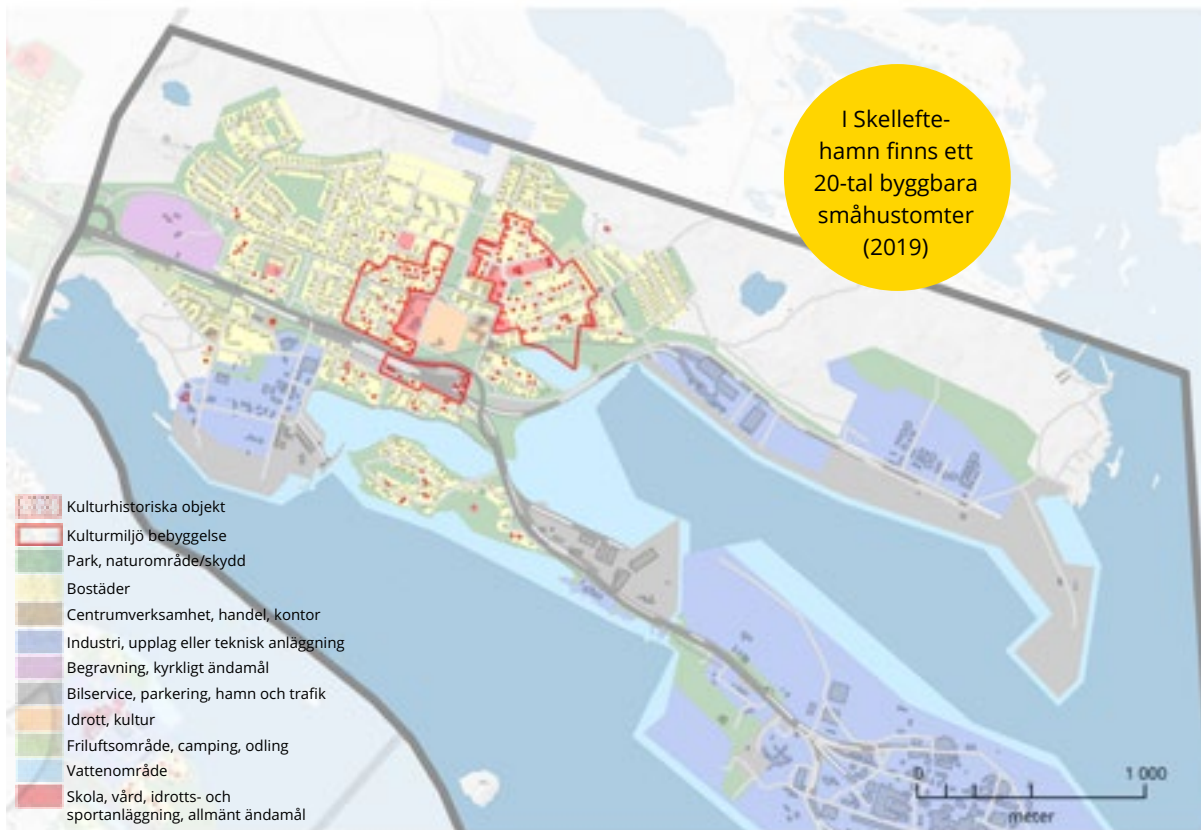 I Skellefte-
hamn finns ett
20-tal byggbara
småhustomter
(2019)
Kulturhistoriska objekt
Kulturmiljö bebyggelse
Park, naturområde/skydd
Bostäder
Centrumverksamhet, handel, kontor
Industri, upplag eller teknisk anläggning
Begravning, kyrkligt ändamål
Bilservice, parkering, hamn och trafik
Idrott, kultur
Friluftsområde, camping, odling
Vattenområde
Skola, vård, idrotts- och
sportanläggning, allmänt ändamål
0 1 000
meter